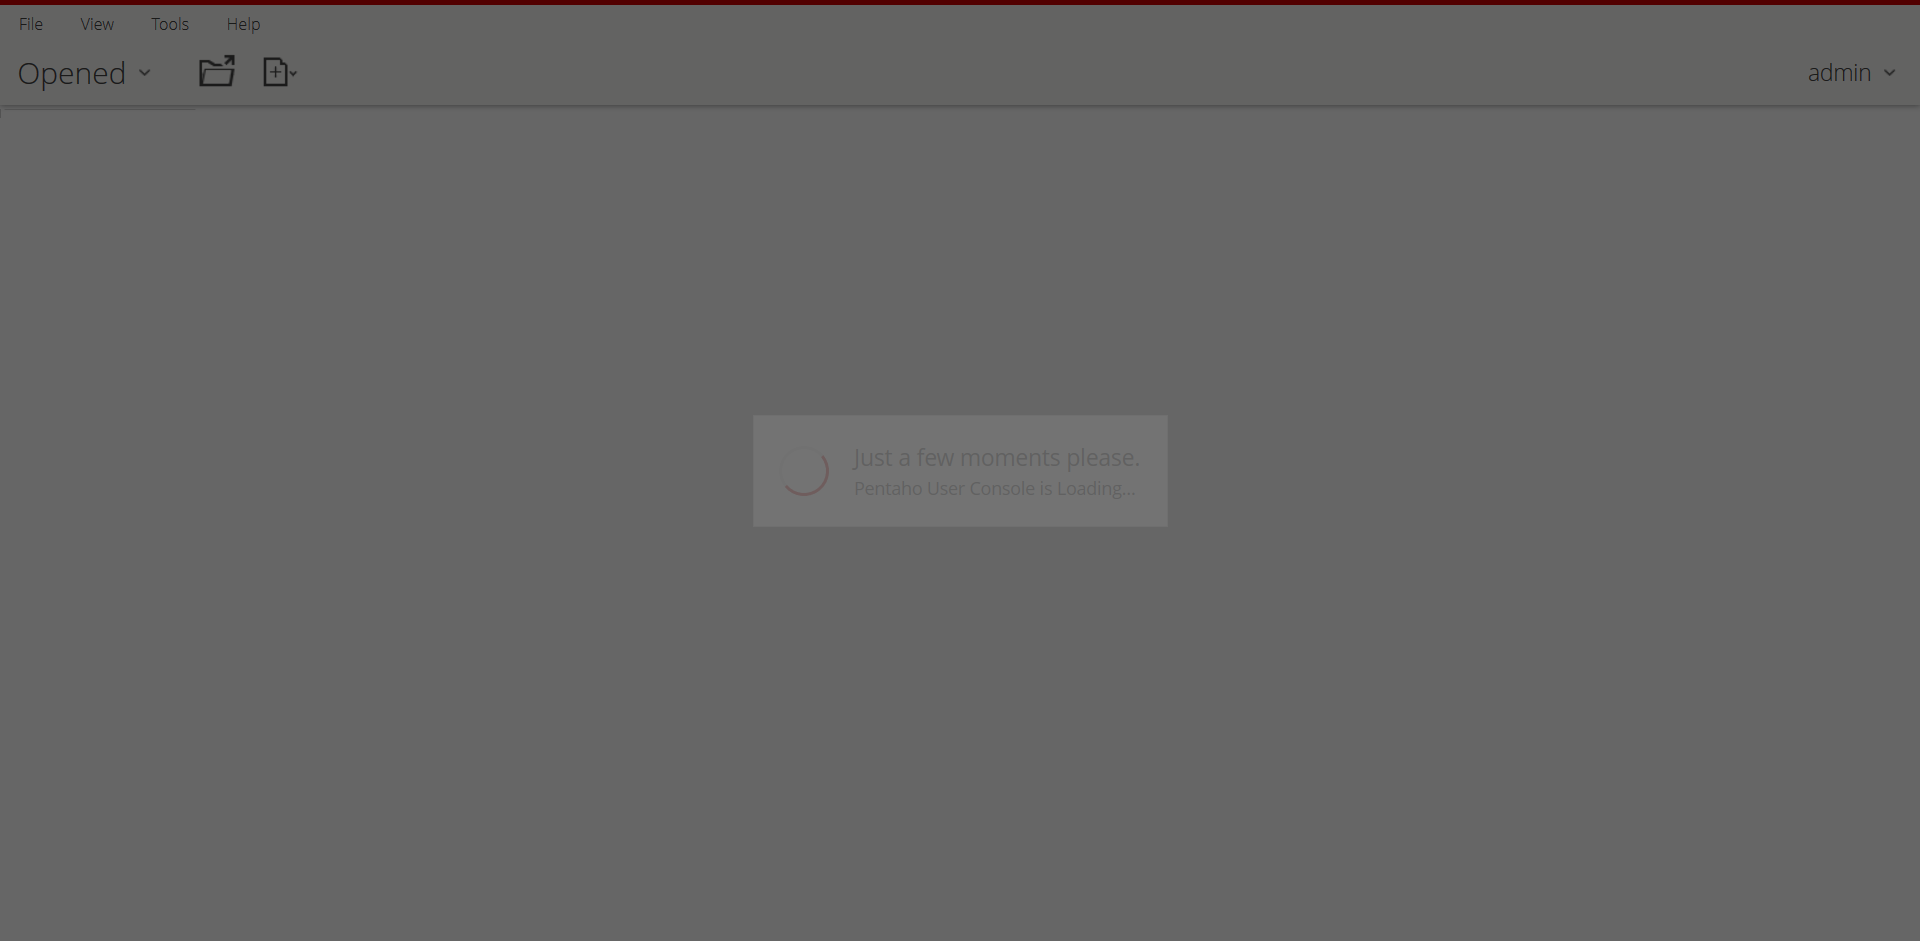 File View Tools Help
Opened
admin
Just a few moments please.
Pentaho User Console is Loading...